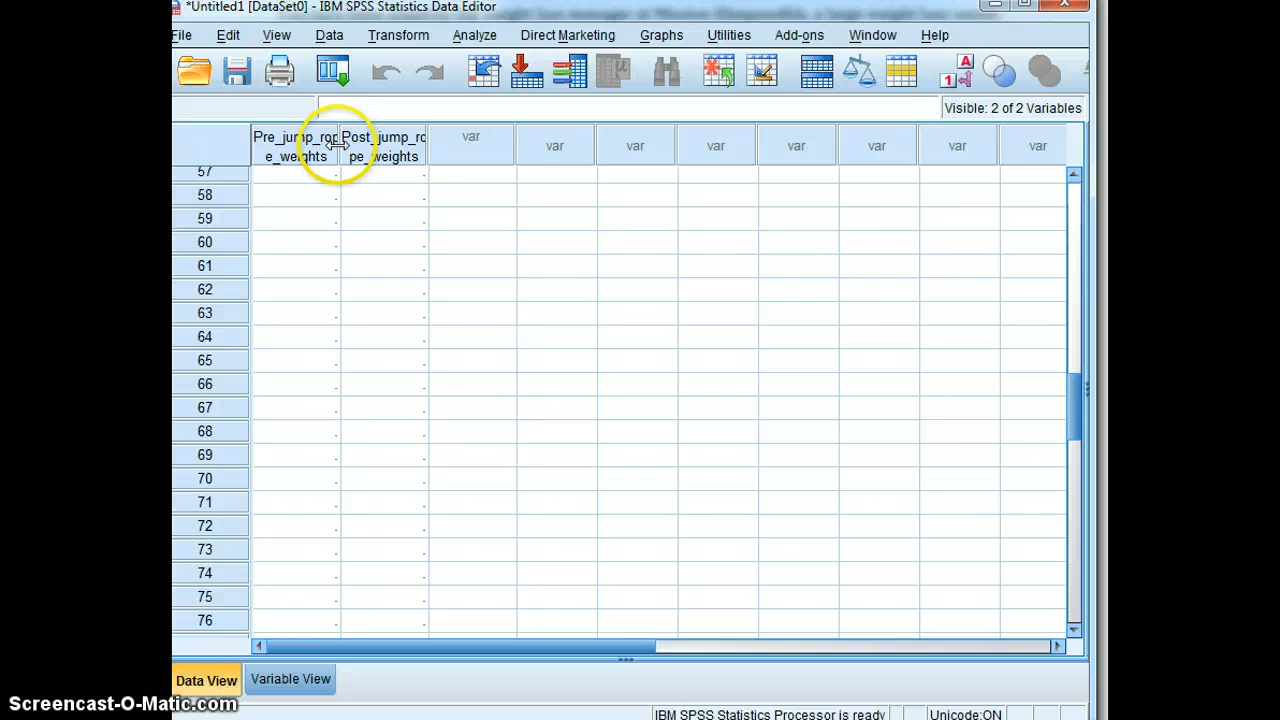 *Untitled1 [DataSet0] - IBM SPSS Statistics Data Editor
File Edit View Data Transform Analyze Direct Marketing Graphs Utilities Add-ons Window Help
Visible: 2 of 2 Variables
Pre_jump_rop Post_jump_ro var var var var var var var var
e_weights pe_weights
57
58
59
60
61
62
63
64
65
66
67
68
69
70
71
72
73
74
75
76
Data View Variable View
Screencast-O-Matic.com
IBM SPSS Statistics Processor is ready Unicode:ON